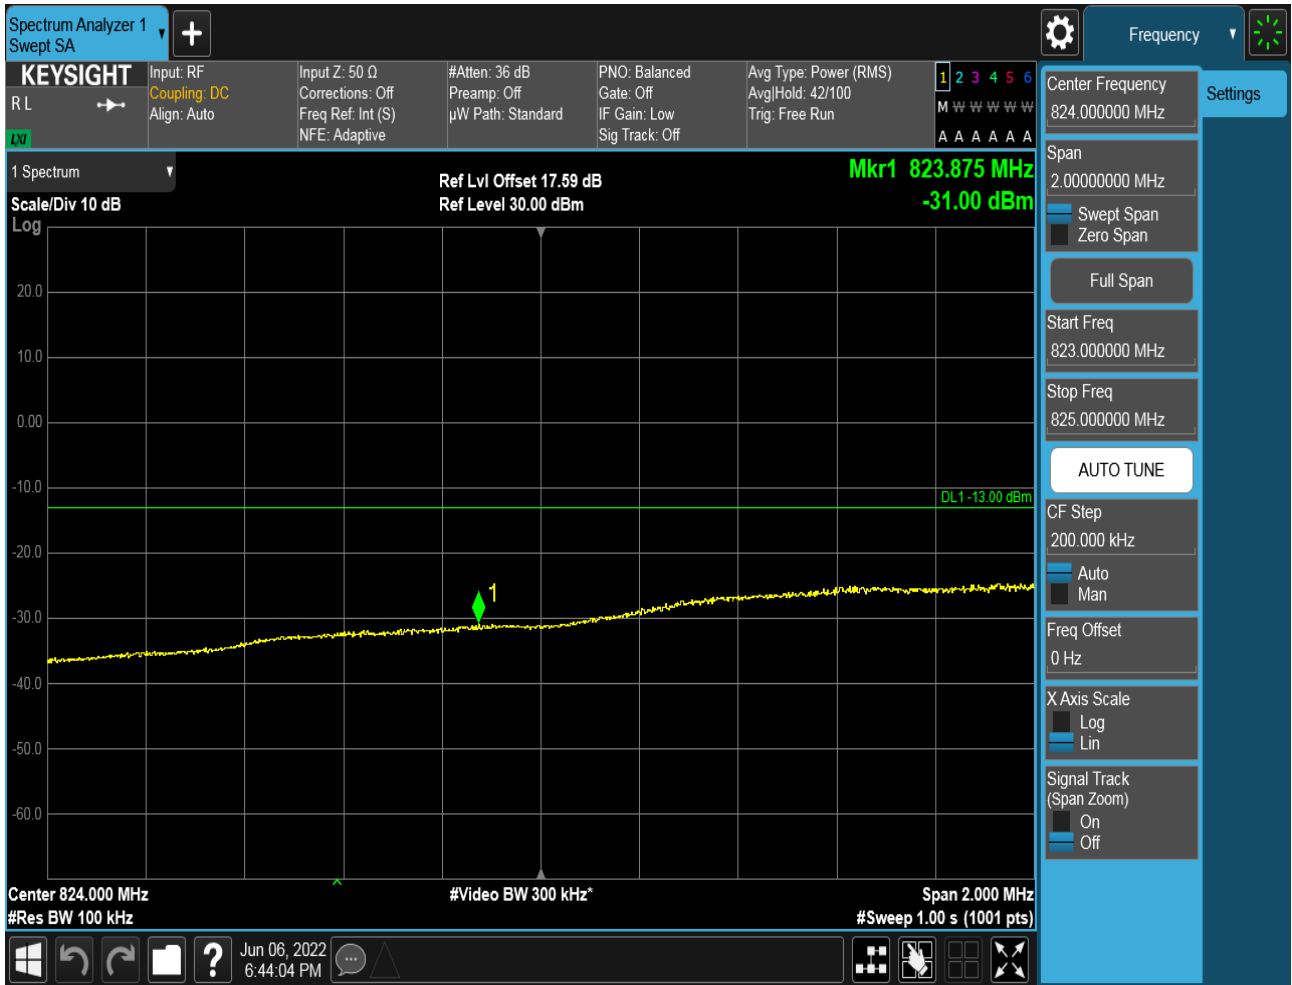 Spectrum Analyzer 1
Swept SA
Frequency
KEYSIGHT
R L
LXI
Input: RF
Coupling: DC
Align: Auto
Input Z: 50 Ω
Corrections: Off
Freq Ref: Int (S)
NFE: Adaptive
#Atten: 36 dB
Preamp: Off
µW Path: Standard
PNO: Balanced
Gate: Off
IF Gain: Low
Sig Track: Off
Avg Type: Power (RMS)
Avg|Hold: 42/100
Trig: Free Run
1 2 3 4 5 6
M W W W W W
A A A A A A
1 Spectrum
Scale/Div 10 dB
Log
Ref Lvl Offset 17.59 dB
Ref Level 30.00 dBm
Mkr1 823.875 MHz
-31.00 dBm
20.0
10.0
0.00
-10.0
-20.0
-30.0
-40.0
-50.0
-60.0
DL1 -13.00 dBm
1
Center 824.000 MHz
#Res BW 100 kHz
#Video BW 300 kHz*
Span 2.000 MHz
#Sweep 1.00 s (1001 pts)
Jun 06, 2022
6:44:04 PM
Center Frequency
824.000000 MHz
Span
2.00000000 MHz
Swept Span
Zero Span
Full Span
Start Freq
823.000000 MHz
Stop Freq
825.000000 MHz
AUTO TUNE
CF Step
200.000 kHz
Auto
Man
Freq Offset
0 Hz
X Axis Scale
Log
Lin
Signal Track
(Span Zoom)
On
Off
Settings